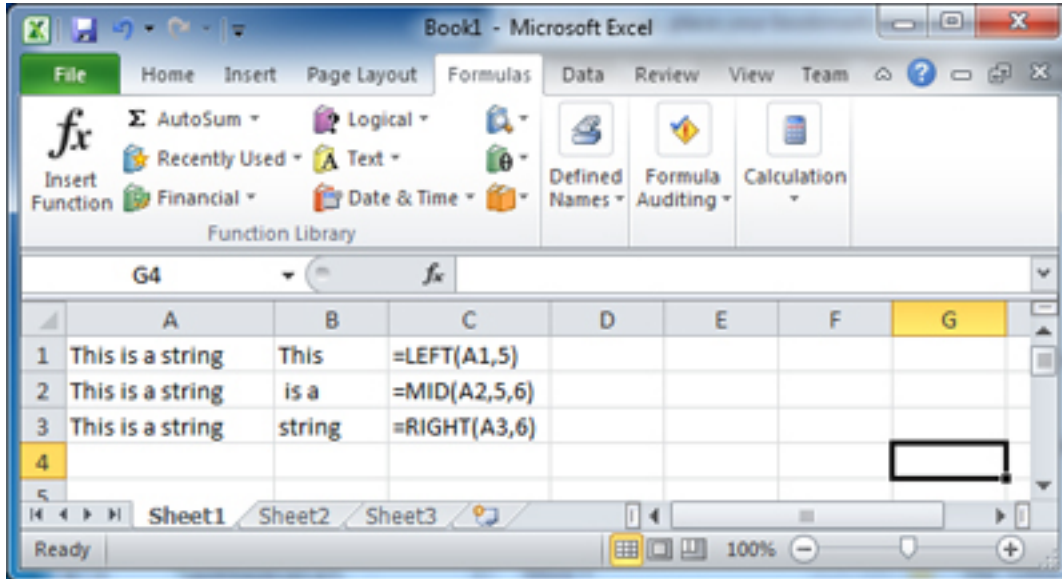 Book1 - Microsoft Excel
File Home Insert Page Layout Formulas Data Review View Team
fx Insert Function
Σ AutoSum
Recently Used
Financial
Logical
Text
Date & Time
Defined Names
Formula Auditing
Calculation
Function Library
G4 fx
A B C D E F G
1 This is a string This =LEFT(A1,5)
2 This is a string is a =MID(A2,5,6)
3 This is a string string =RIGHT(A3,6)
4
5
Sheet1 Sheet2 Sheet3
Ready 100%